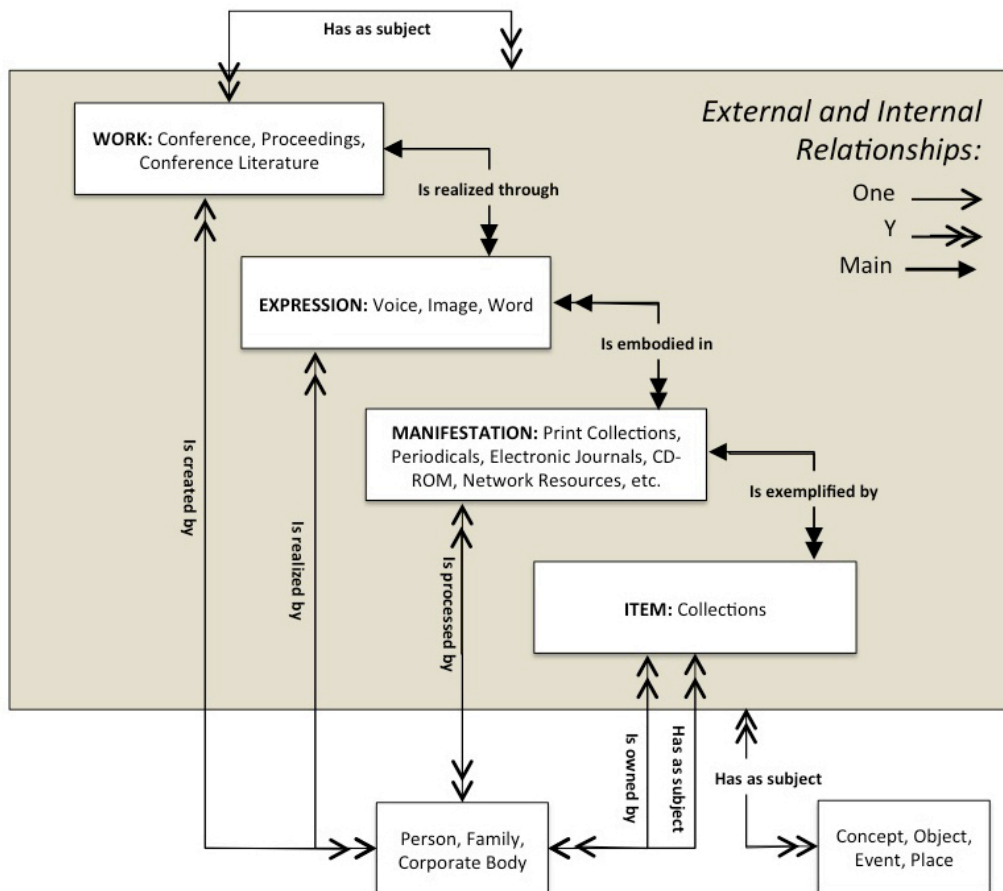 Has as subject
External and Internal
Relationships:
One
Y
Main
WORK: Conference, Proceedings,
Conference Literature
Is realized through
EXPRESSION: Voice, Image, Word
Is embodied in
MANIFESTATION: Print Collections,
Periodicals, Electronic Journals, CD-
ROM, Network Resources, etc.
Is exemplified by
ITEM: Collections
Is created by
Is realized by
Is processed by
Is owned by
Has as subject
Has as subject
Person, Family,
Corporate Body
Concept, Object,
Event, Place